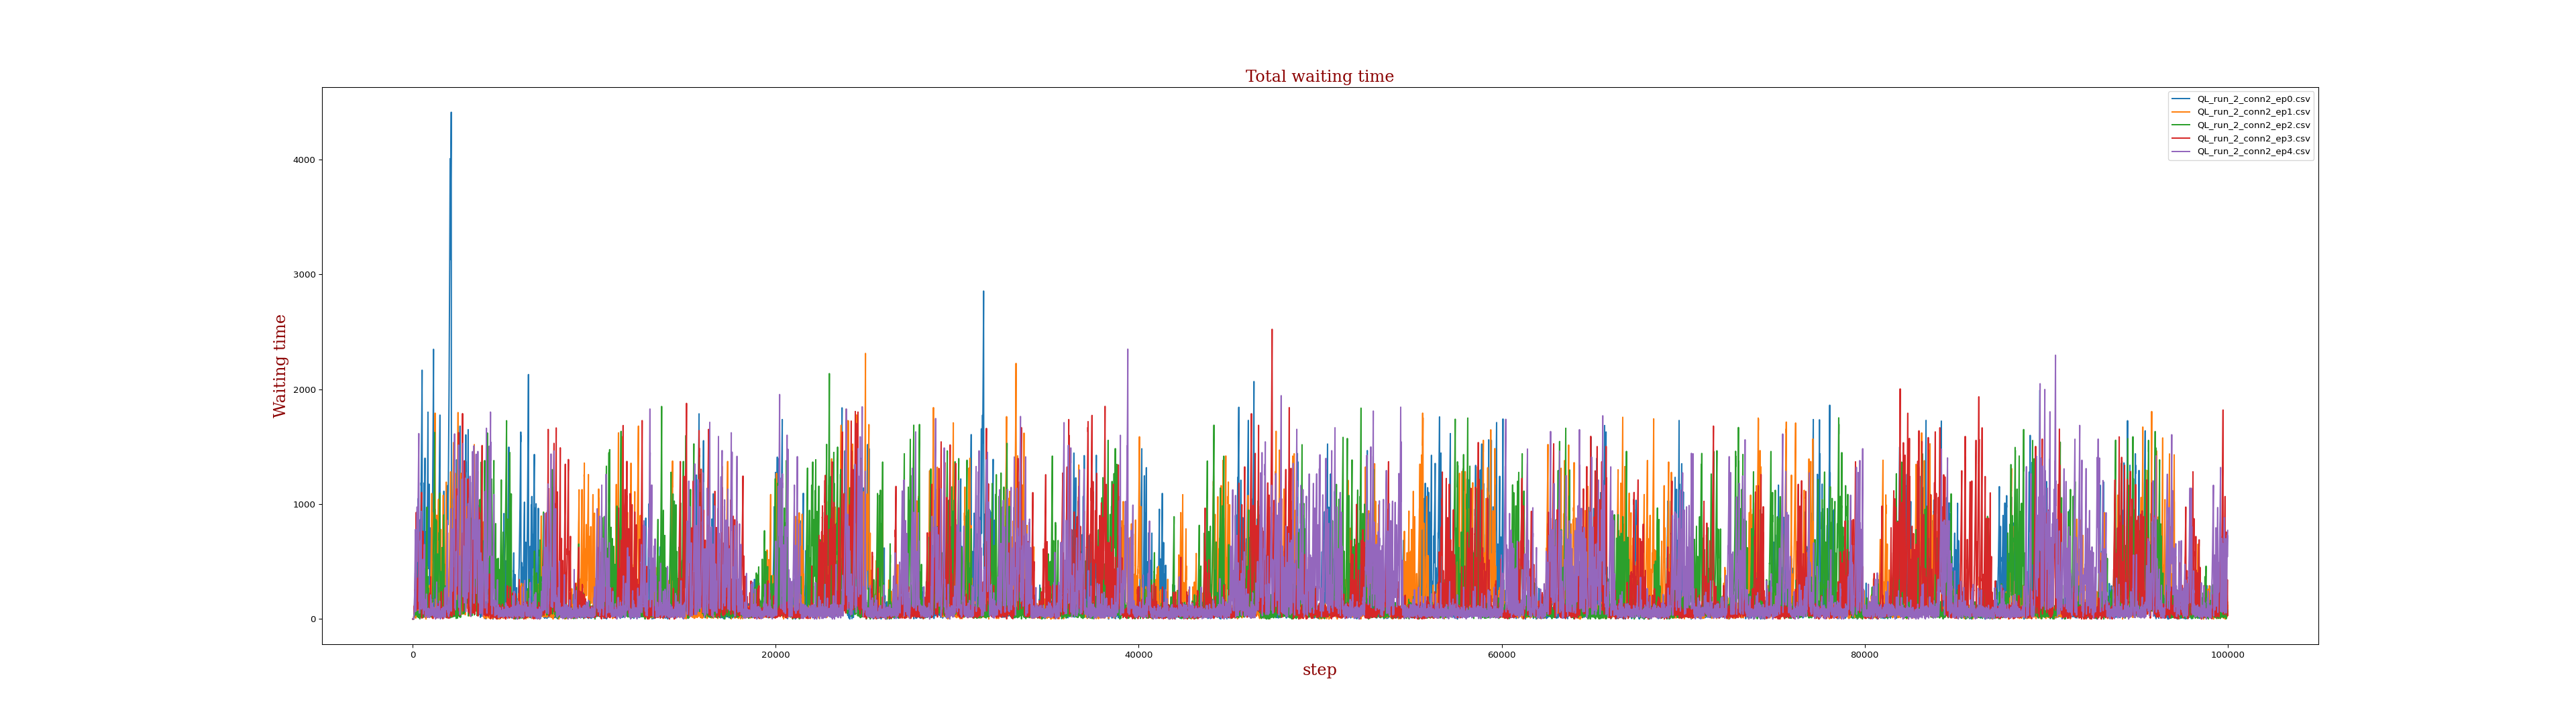 Total waiting time
QL_run_2_conn2_ep0.csv
QL_run_2_conn2_ep1.csv
QL_run_2_conn2_ep2.csv
QL_run_2_conn2_ep3.csv
QL_run_2_conn2_ep4.csv
Waiting time
4000
3000
2000
1000
0
0 20000 40000 60000 80000 100000
step